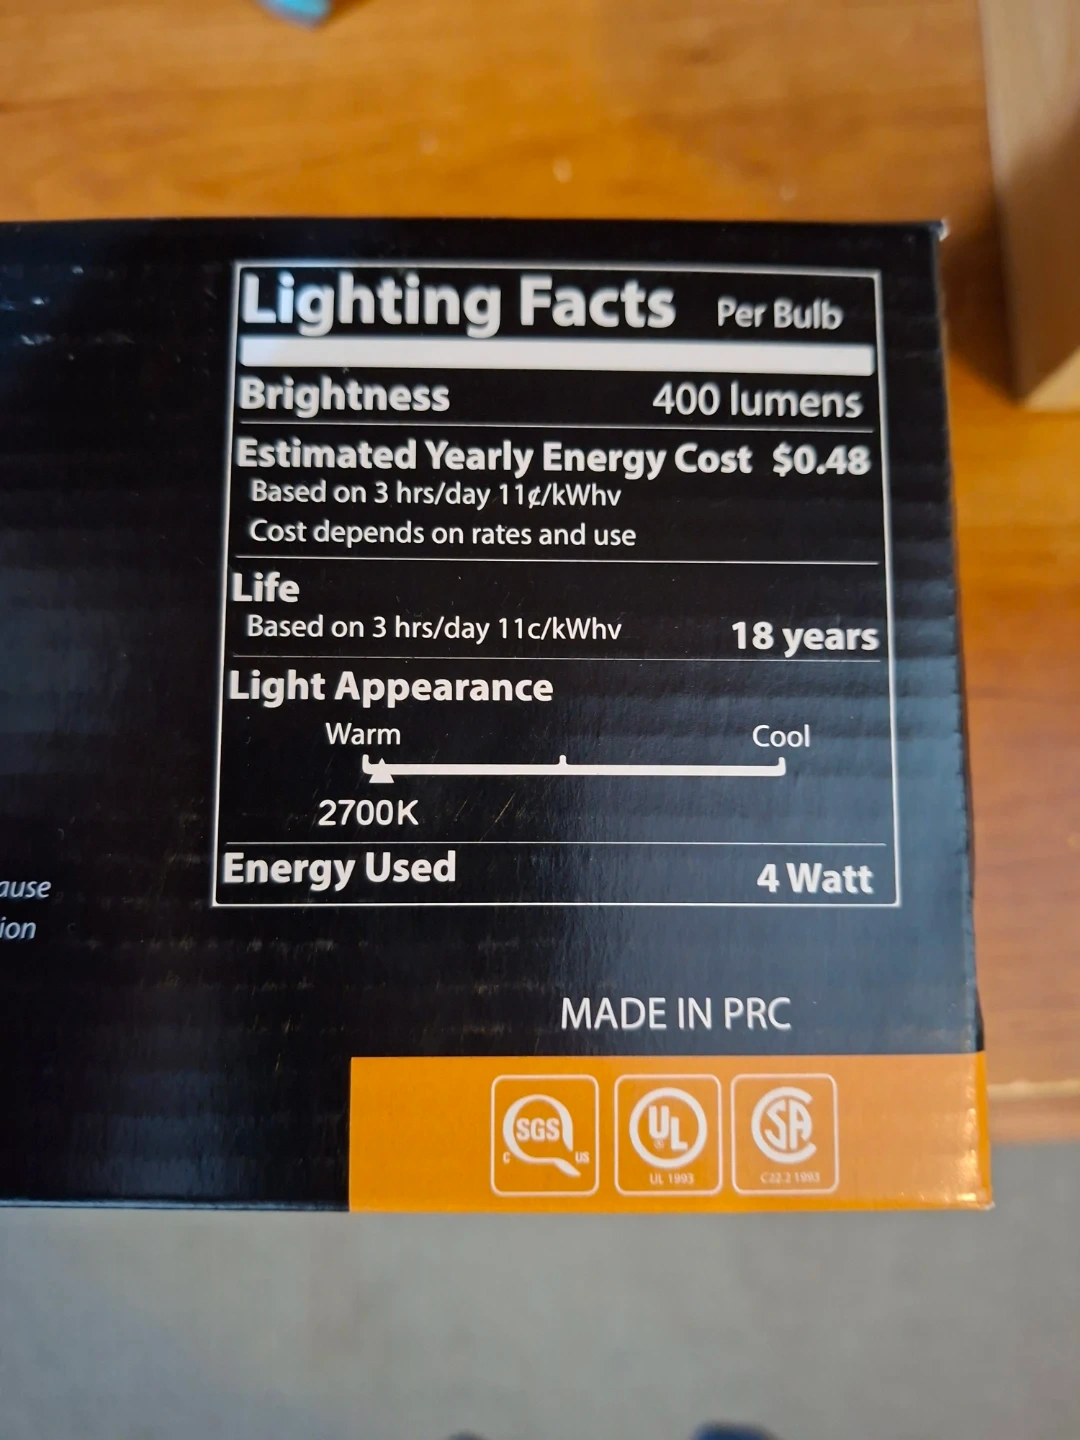 Lighting Facts Per Bulb
Brightness 400 lumens
Estimated Yearly Energy Cost $0.48
Based on 3 hrs/day 11¢/kWhv
Cost depends on rates and use
Life
Based on 3 hrs/day 11c/kWhv 18 years
Light Appearance
Warm Cool
2700K
Energy Used 4 Watt
ause
ion
MADE IN PRC
SGS
C US
UL
UL 1993
SA
C22.2 1993